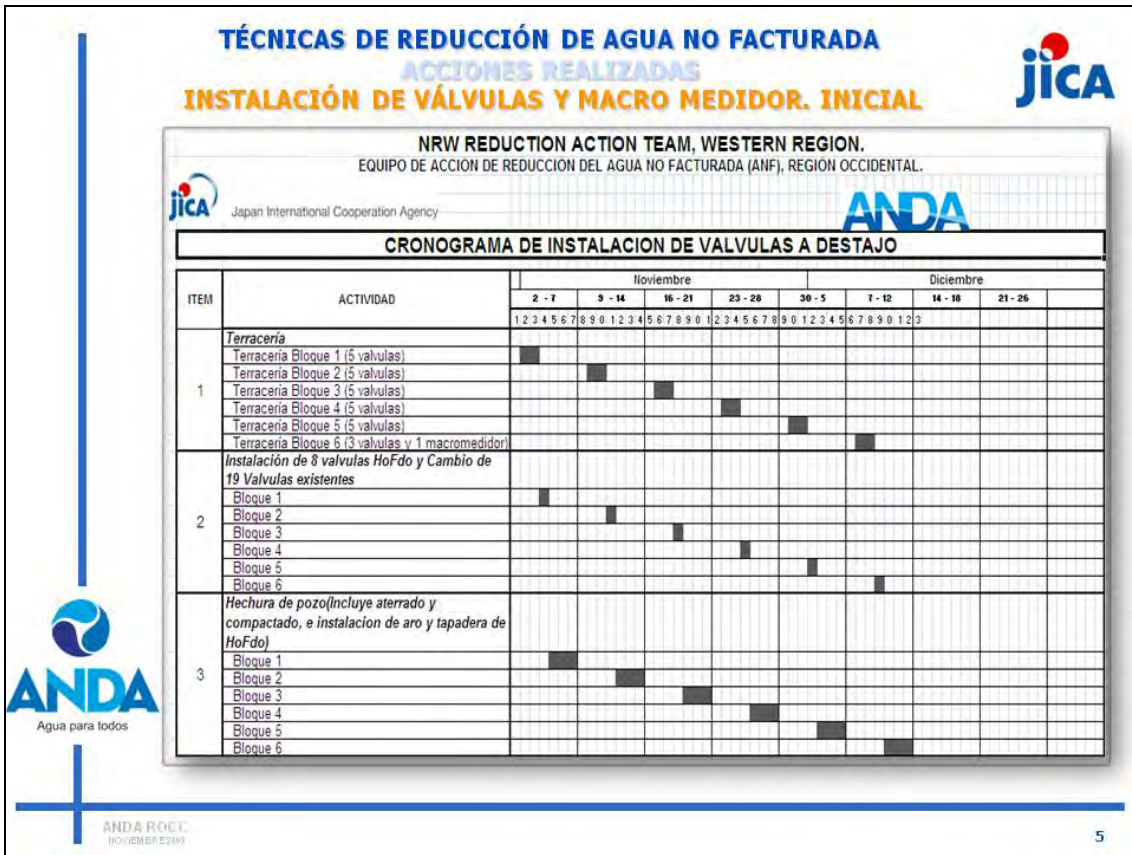 TÉCNICAS DE REDUCCIÓN DE AGUA NO FACTURADA
ACCIONES REALIZADAS
INSTALACIÓN DE VÁLVULAS Y MACRO MEDIDOR. INICIAL
jICA
NRW REDUCTION ACTION TEAM, WESTERN REGION.
EQUIPO DE ACCIÓN DE REDUCCIÓN DEL AGUA NO FACTURADA (ANF), REGIÓN OCCIDENTAL.
jICA
Japan International Cooperation Agency
ANDA
CRONOGRAMA DE INSTALACION DE VALVULAS A DESTAJO
ITEM ACTIVIDAD Noviembre Diciembre
2 - 7 9 - 14 16 - 21 23 - 28 30 - 5 7 - 12 14 - 18 21 - 26
1 2 3 4 5 6 7 8 9 0 1 2 3 4 5 6 7 8 9 0 1 2 3 4 5 6 7 8 9 0 1 2 3 4 5 6 7 8 9 0 1 2 3
1
Terracería
Terracería Bloque 1 (5 valvulas)
Terracería Bloque 2 (5 valvulas)
Terracería Bloque 3 (5 valvulas)
Terracería Bloque 4 (5 valvulas)
Terracería Bloque 5 (5 valvulas)
Terracería Bloque 6 (3 valvulas y 1 macromedidor)
2
Instalación de 8 valvulas HoFdo y Cambio de
19 Valvulas existentes
Bloque 1
Bloque 2
Bloque 3
Bloque 4
Bloque 5
Bloque 6
3
Hechura de pozo(Incluye aterrado y
compactado, e instalacion de aro y tapadera de
HoFdo)
Bloque 1
Bloque 2
Bloque 3
Bloque 4
Bloque 5
Bloque 6
ANDA
Agua para todos
ANDA ROCC
5